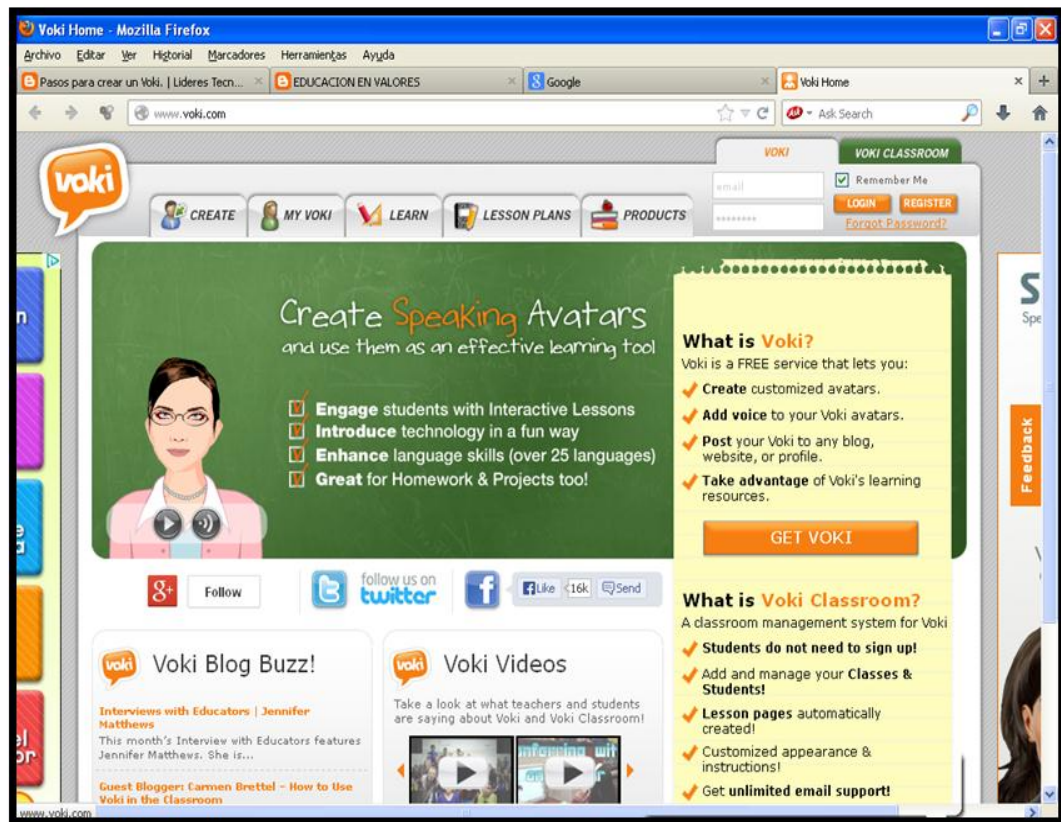 Voki Home - Mozilla Firefox
Archivo Editar Ver Historial Marcadores Herramientas Ayuda
Pasos para crear un Voki. | Lideres Tecn...
EDUCACION EN VALORES
Google
Voki Home
www.voki.com
Ask Search
voki
VOKI
VOKI CLASSROOM
email
Remember Me
LOGIN
REGISTER
Forgot Password?
CREATE
MY VOKI
LEARN
LESSON PLANS
PRODUCTS
Create Speaking Avatars
and use them as an effective learning tool
Engage students with Interactive Lessons
Introduce technology in a fun way
Enhance language skills (over 25 languages)
Great for Homework & Projects too!
What is Voki?
Voki is a FREE service that lets you:
Create customized avatars.
Add voice to your Voki avatars.
Post your Voki to any blog,
website, or profile.
Take advantage of Voki's learning
resources.
GET VOKI
Feedback
Follow
follow us on
twitter
Like
16k
Send
What is Voki Classroom?
A classroom management system for Voki
Students do not need to sign up!
Add and manage your Classes &
Students!
Lesson pages automatically
created!
Customized appearance &
instructions!
Get unlimited email support!
voki
Voki Blog Buzz!
Interviews with Educators | Jennifer
Matthews
This month's Interview with Educators features
Jennifer Matthews. She is...
Guest Blogger: Carmen Brettel - How to Use
Voki in the Classroom
voki
Voki Videos
Take a look at what teachers and students
are saying about Voki and Voki Classroom!
www.voki.com